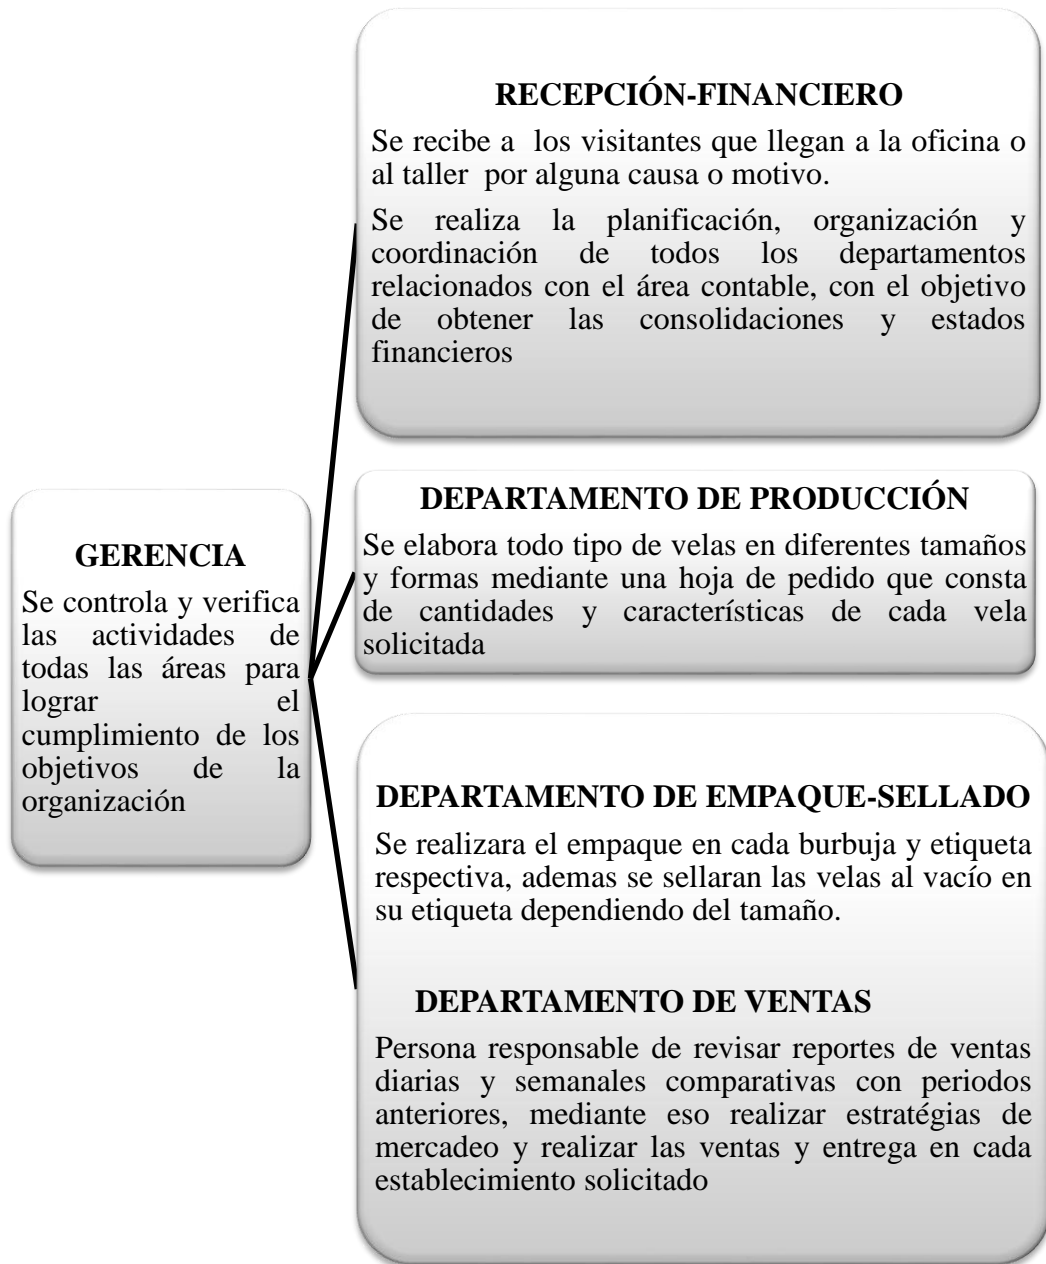 RECEPCIÓN-FINANCIERO
Se recibe a los visitantes que llegan a la oficina o
al taller por alguna causa o motivo.
Se realiza la planificación, organización y
coordinación de todos los departamentos
relacionados con el área contable, con el objetivo
de obtener las consolidaciones y estados
financieros
GERENCIA
Se controla y verifica
las actividades de
todas las áreas para
lograr el
cumplimiento de los
objetivos de la
organización
DEPARTAMENTO DE PRODUCCIÓN
Se elabora todo tipo de velas en diferentes tamaños
y formas mediante una hoja de pedido que consta
de cantidades y características de cada vela
solicitada
DEPARTAMENTO DE EMPAQUE-SELLADO
Se realizara el empaque en cada burbuja y etiqueta
respectiva, ademas se sellaran las velas al vacío en
su etiqueta dependiendo del tamaño.
DEPARTAMENTO DE VENTAS
Persona responsable de revisar reportes de ventas
diarias y semanales comparativas con periodos
anteriores, mediante eso realizar estratégias de
mercadeo y realizar las ventas y entrega en cada
establecimiento solicitado